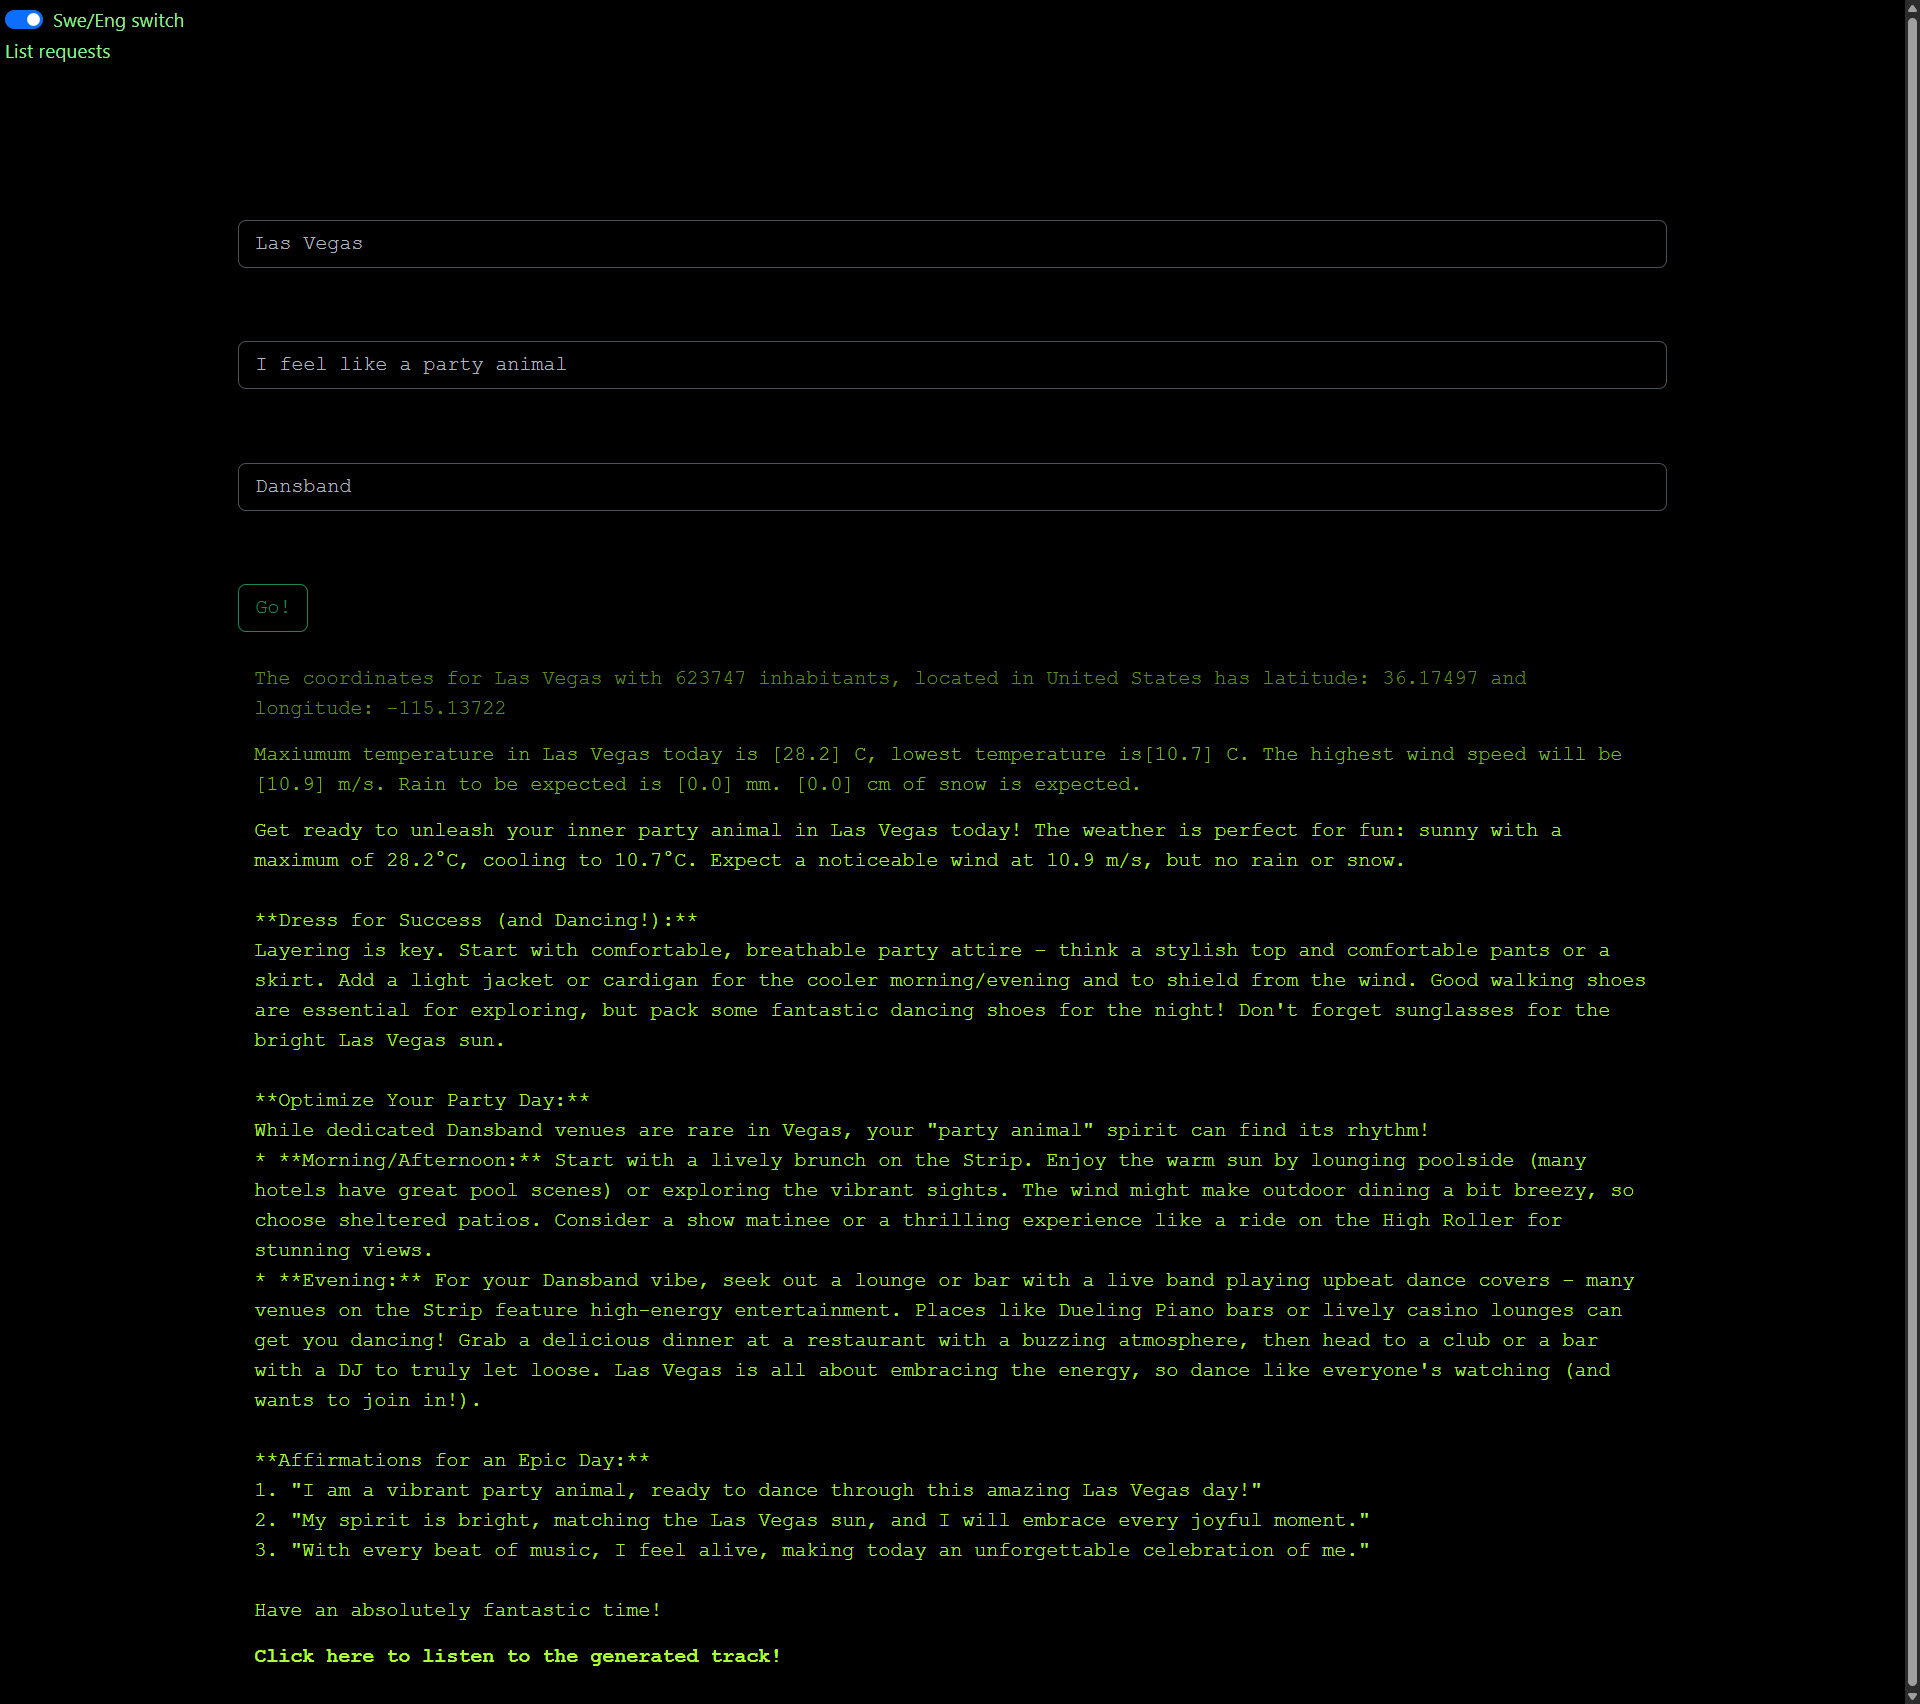 Swe/Eng switch
List requests
Las Vegas
I feel like a party animal
Dansband
Go!
The coordinates for Las Vegas with 623747 inhabitants, located in United States has latitude: 36.17497 and
longitude: -115.13722
Maxiumum temperature in Las Vegas today is [28.2] C, lowest temperature is[10.7] C. The highest wind speed will be
[10.9] m/s. Rain to be expected is [0.0] mm. [0.0] cm of snow is expected.
Get ready to unleash your inner party animal in Las Vegas today! The weather is perfect for fun: sunny with a
maximum of 28.2°C, cooling to 10.7°C. Expect a noticeable wind at 10.9 m/s, but no rain or snow.
**Dress for Success (and Dancing!):**
Layering is key. Start with comfortable, breathable party attire – think a stylish top and comfortable pants or a
skirt. Add a light jacket or cardigan for the cooler morning/evening and to shield from the wind. Good walking shoes
are essential for exploring, but pack some fantastic dancing shoes for the night! Don't forget sunglasses for the
bright Las Vegas sun.
**Optimize Your Party Day:**
While dedicated Dansband venues are rare in Vegas, your "party animal" spirit can find its rhythm!
* **Morning/Afternoon:** Start with a lively brunch on the Strip. Enjoy the warm sun by lounging poolside (many
hotels have great pool scenes) or exploring the vibrant sights. The wind might make outdoor dining a bit breezy, so
choose sheltered patios. Consider a show matinee or a thrilling experience like a ride on the High Roller for
stunning views.
* **Evening:** For your Dansband vibe, seek out a lounge or bar with a live band playing upbeat dance covers – many
venues on the Strip feature high-energy entertainment. Places like Dueling Piano bars or lively casino lounges can
get you dancing! Grab a delicious dinner at a restaurant with a buzzing atmosphere, then head to a club or a bar
with a DJ to truly let loose. Las Vegas is all about embracing the energy, so dance like everyone's watching (and
wants to join in!).
**Affirmations for an Epic Day:**
1. "I am a vibrant party animal, ready to dance through this amazing Las Vegas day!"
2. "My spirit is bright, matching the Las Vegas sun, and I will embrace every joyful moment."
3. "With every beat of music, I feel alive, making today an unforgettable celebration of me."
Have an absolutely fantastic time!
Click here to listen to the generated track!